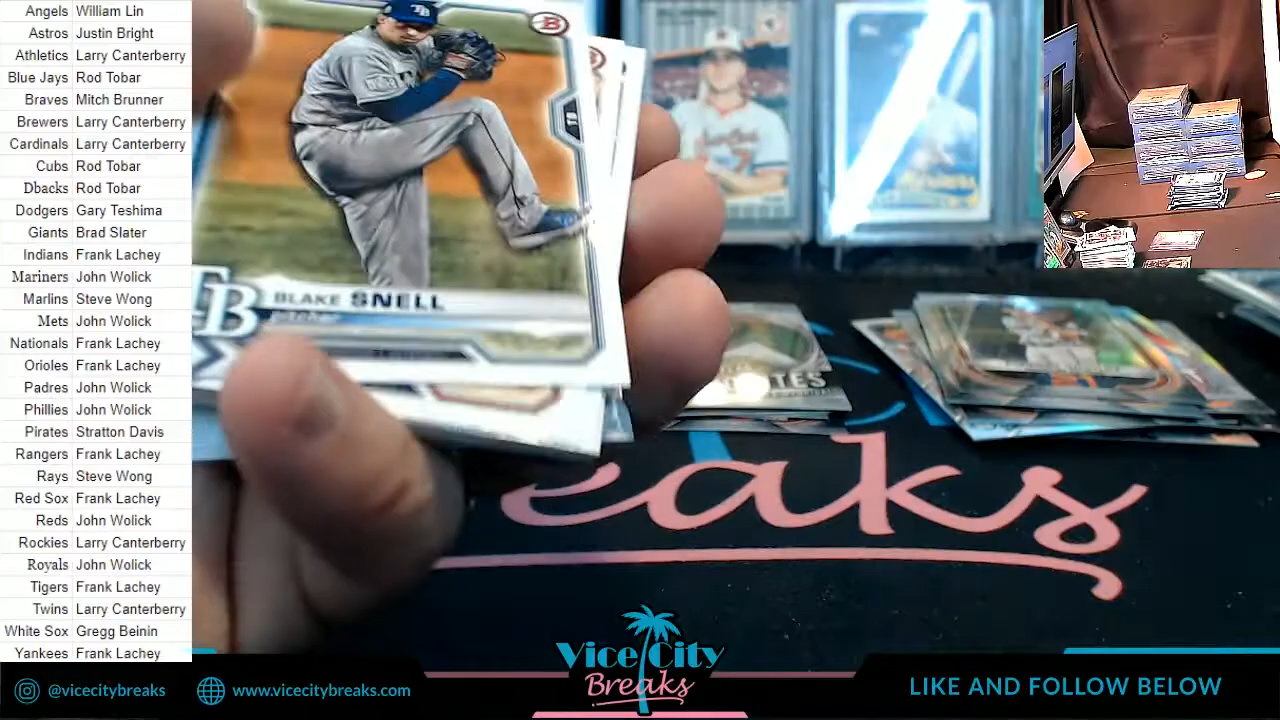 Angels William Lin
Astros Justin Bright
Athletics Larry Canterberry
Blue Jays Rod Tobar
Braves Mitch Brunner
Brewers Larry Canterberry
Cardinals Larry Canterberry
Cubs Rod Tobar
Dbacks Rod Tobar
Dodgers Gary Teshima
Giants Brad Slater
Indians Frank Lachey
Mariners John Wolick
Marlins Steve Wong
Mets John Wolick
Nationals Frank Lachey
Orioles Frank Lachey
Padres John Wolick
Phillies John Wolick
Pirates Stratton Davis
Rangers Frank Lachey
Rays Steve Wong
Red Sox Frank Lachey
Reds John Wolick
Rockies Larry Canterberry
Royals John Wolick
Tigers Frank Lachey
Twins Larry Canterberry
White Sox Gregg Beinin
Yankees Frank Lachey
TB
B
BLAKE SNELL
pitcher
TB
eaks
@vicecitybreaks
www.vicecitybreaks.com
Vice City
Breaks
LIKE AND FOLLOW BELOW